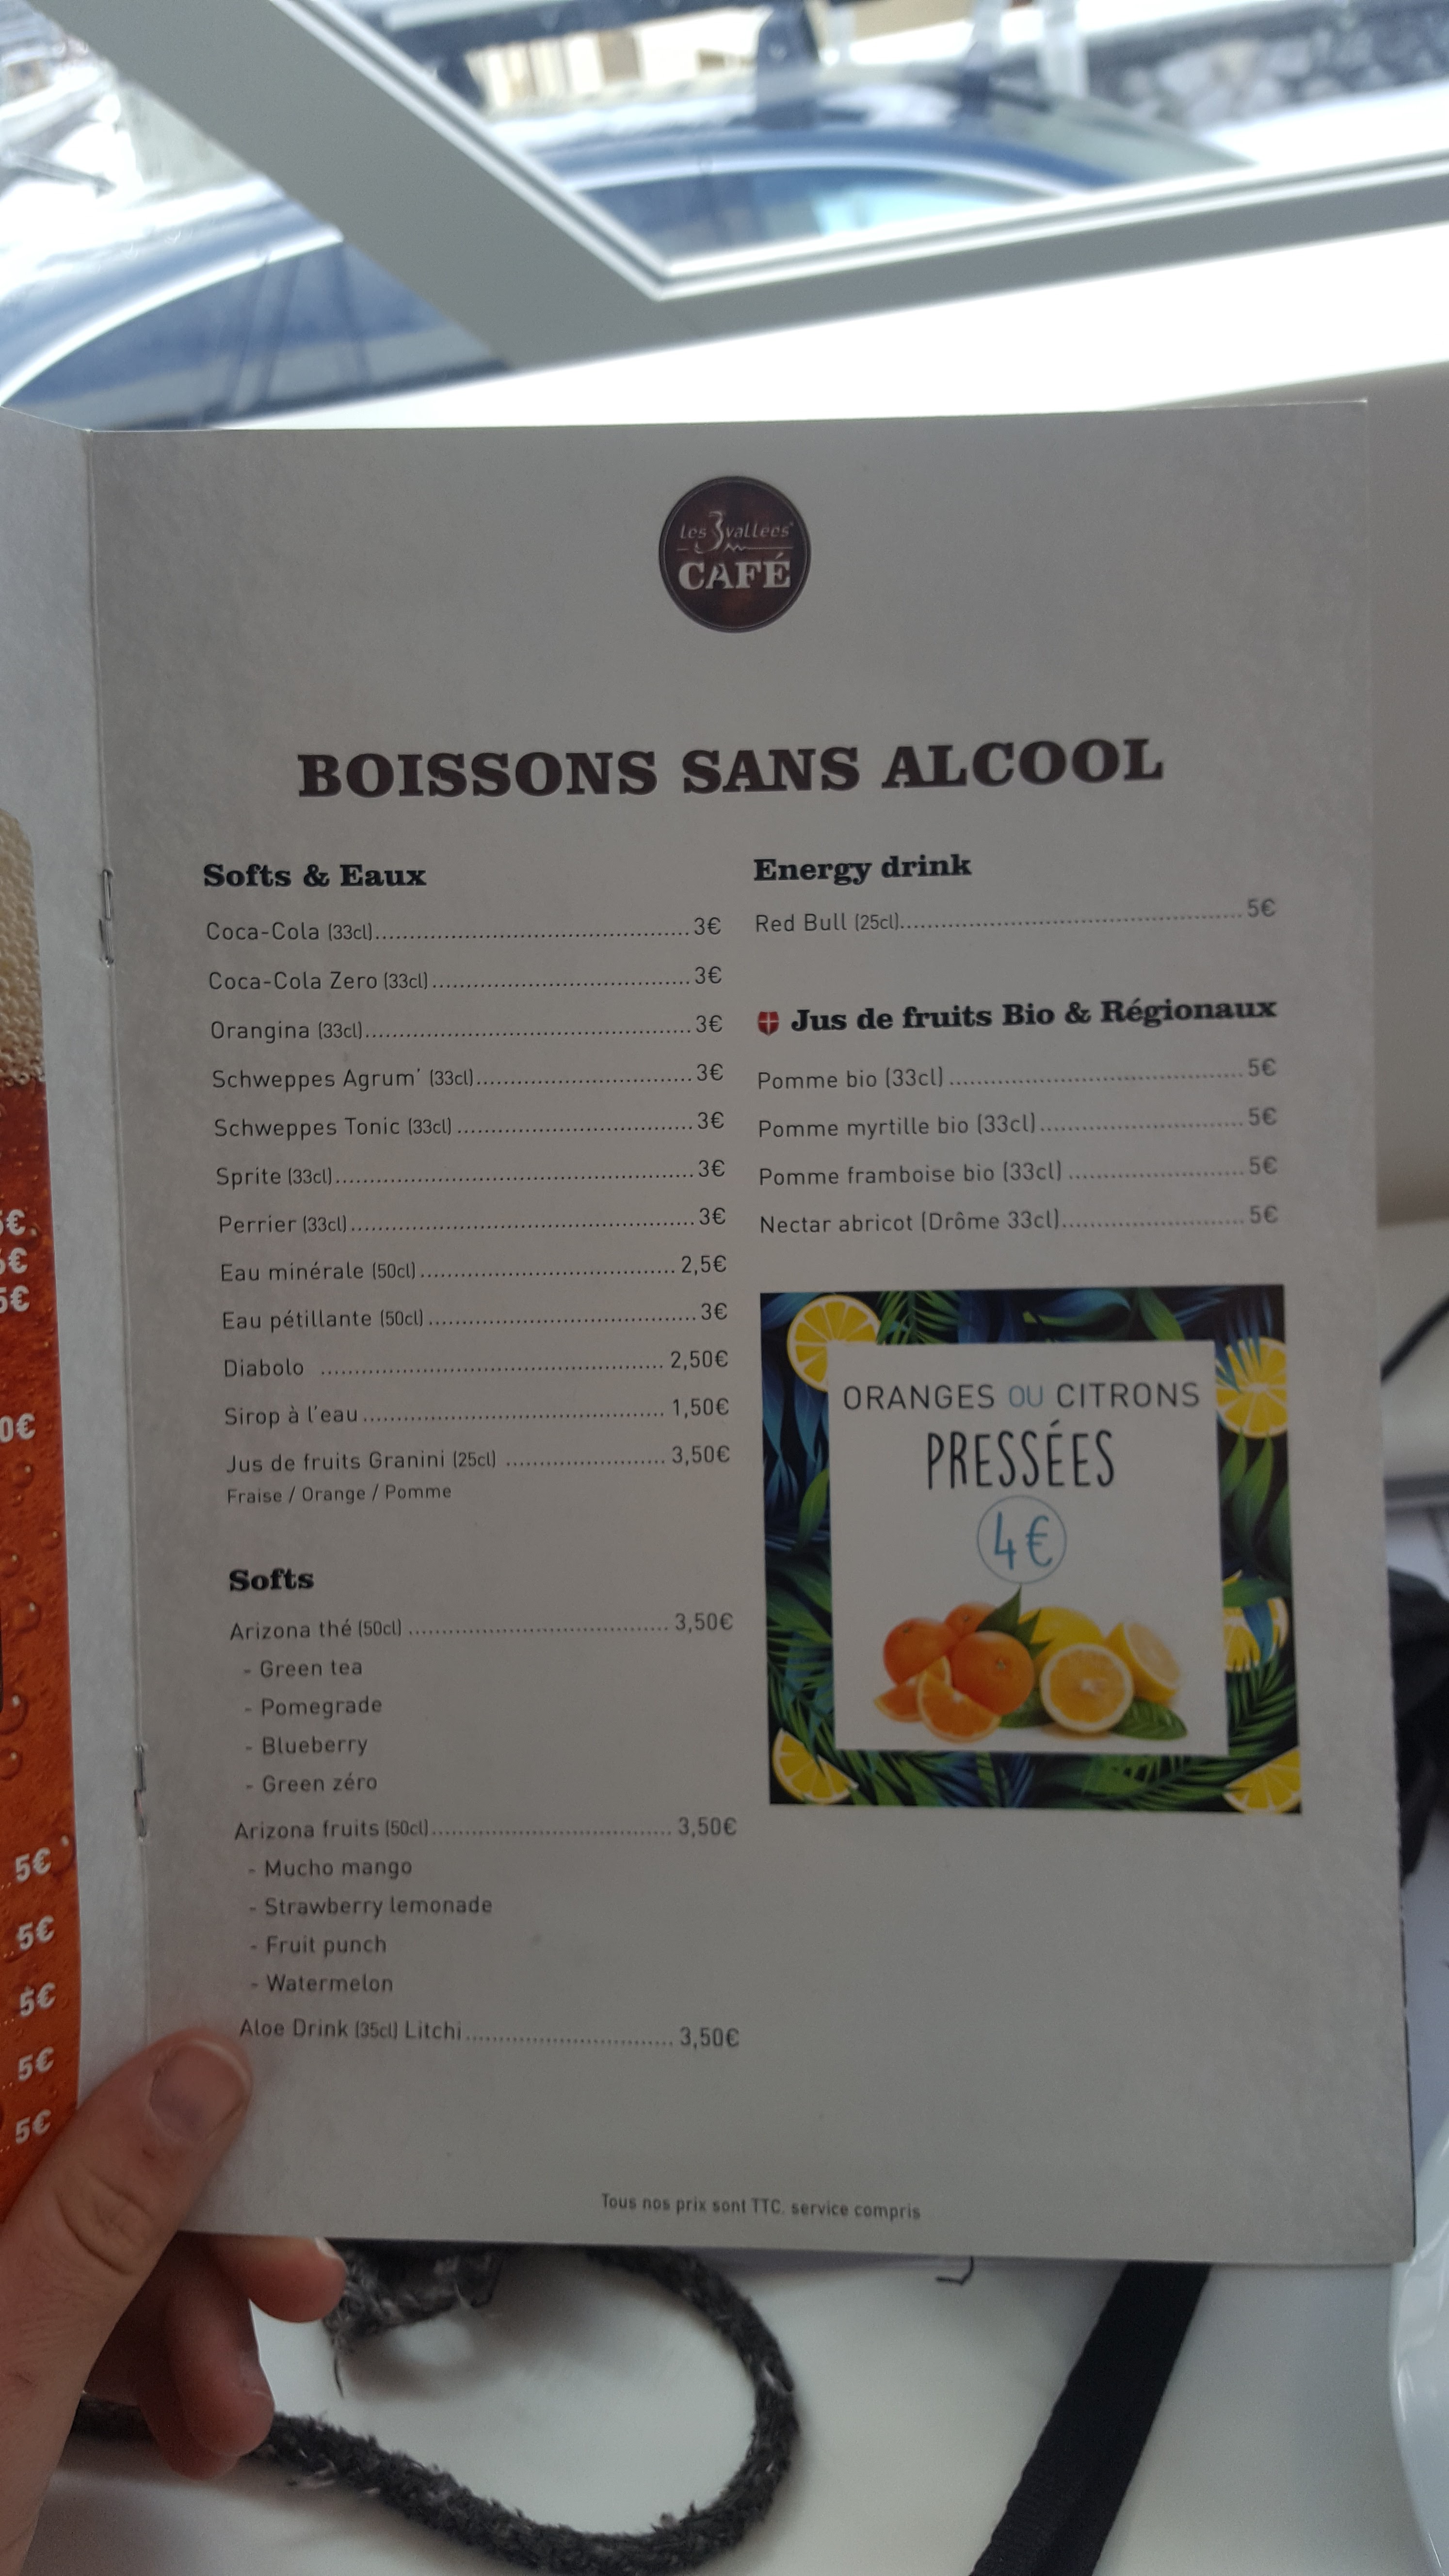 les 3 vallées
CAFÉ
BOISSONS SANS ALCOOL
Softs & Eaux
Coca-Cola (33cl)........3€
Coca-Cola Zero (33cl)........3€
Orangina (33cl)........3€
Schweppes Agrum' (33cl)........3€
Schweppes Tonic (33cl)........3€
Sprite (33cl)........3€
Perrier (33cl)........3€
Eau minérale (50cl)........2,5€
Eau pétillante (50cl)........3€
Diabolo ........2,50€
Sirop à l'eau........1,50€
Jus de fruits Granini (25cl) ........3,50€
Fraise / Orange / Pomme
Softs
Arizona thé (50cl)........3,50€
- Green tea
- Pomegrade
- Blueberry
- Green zéro
Arizona fruits (50cl)........3,50€
- Mucho mango
- Strawberry lemonade
- Fruit punch
- Watermelon
Aloe Drink (35cl) Litchi........3,50€
Energy drink
Red Bull (25cl)........5€
Jus de fruits Bio & Régionaux
Pomme bio (33cl)........5€
Pomme myrtille bio (33cl)........5€
Pomme framboise bio (33cl)........5€
Nectar abricot (Drôme 33cl)........5€
ORANGES OU CITRONS
PRESSÉES
4€
Tous nos prix sont TTC. service compris
5€
5€
5€
5€
5€